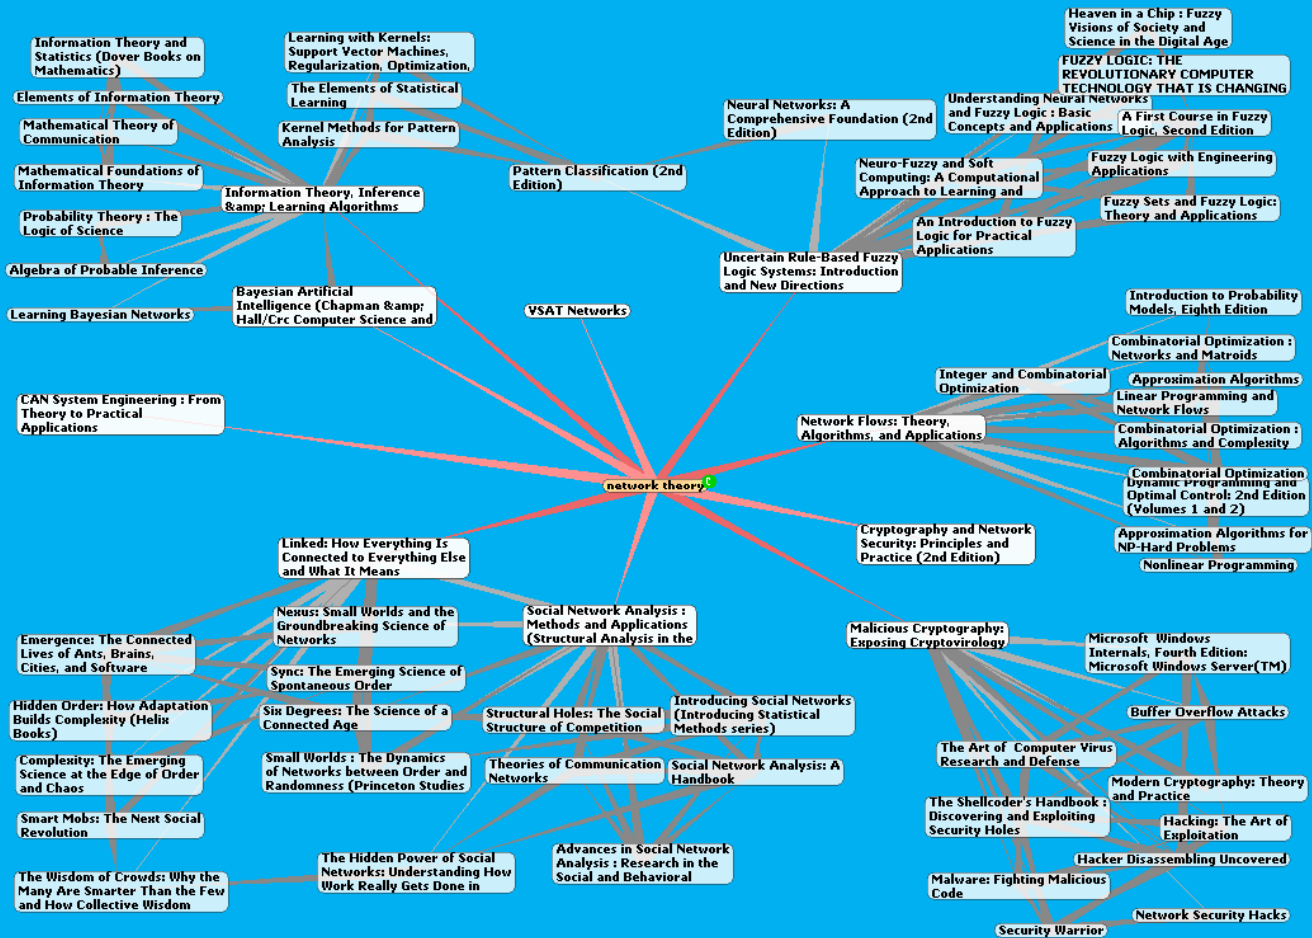 Heaven in a Chip : Fuzzy
Visions of Society and
Science in the Digital Age
Information Theory and
Statistics (Dover Books on
Mathematics)
Learning with Kernels:
Support Vector Machines,
Regularization, Optimization,
FUZZY LOGIC: THE
REVOLUTIONARY COMPUTER
TECHNOLOGY THAT IS CHANGING
Elements of Information Theory
The Elements of Statistical
Learning
Neural Networks: A
Comprehensive Foundation (2nd
Edition)
Understanding Neural Networks
and Fuzzy Logic : Basic
Concepts and Applications
A First Course in Fuzzy
Logic, Second Edition
Mathematical Theory of
Communication
Kernel Methods for Pattern
Analysis
Mathematical Foundations of
Information Theory
Pattern Classification (2nd
Edition)
Neuro-Fuzzy and Soft
Computing: A Computational
Approach to Learning and
Fuzzy Logic with Engineering
Applications
Information Theory, Inference
&amp; Learning Algorithms
Fuzzy Sets and Fuzzy Logic:
Theory and Applications
Probability Theory : The
Logic of Science
An Introduction to Fuzzy
Logic for Practical
Applications
Algebra of Probable Inference
Uncertain Rule-Based Fuzzy
Logic Systems: Introduction
and New Directions
Bayesian Artificial
Intelligence (Chapman &amp;
Hall/Crc Computer Science and
Learning Bayesian Networks
VSAT Networks
Introduction to Probability
Models, Eighth Edition
Combinatorial Optimization :
Networks and Matroids
Integer and Combinatorial
Optimization
Approximation Algorithms
Linear Programming and
Network Flows
CAN System Engineering : From
Theory to Practical
Applications
Network Flows: Theory,
Algorithms, and Applications
Combinatorial Optimization :
Algorithms and Complexity
Combinatorial Optimization
Dynamic Programming and
Optimal Control: 2nd Edition
(Volumes 1 and 2)
network theory
C
Approximation Algorithms for
NP-Hard Problems
Nonlinear Programming
Cryptography and Network
Security: Principles and
Practice (2nd Edition)
Linked: How Everything Is
Connected to Everything Else
and What It Means
Nexus: Small Worlds and the
Groundbreaking Science of
Networks
Social Network Analysis :
Methods and Applications
(Structural Analysis in the
Malicious Cryptography:
Exposing Cryptovirology
Microsoft Windows
Internals, Fourth Edition:
Microsoft Windows Server(TM)
Emergence: The Connected
Lives of Ants, Brains,
Cities, and Software
Sync: The Emerging Science of
Spontaneous Order
Hidden Order: How Adaptation
Builds Complexity (Helix
Books)
Six Degrees: The Science of a
Connected Age
Structural Holes: The Social
Structure of Competition
Introducing Social Networks
(Introducing Statistical
Methods series)
Buffer Overflow Attacks
The Art of Computer Virus
Research and Defense
Complexity: The Emerging
Science at the Edge of Order
and Chaos
Small Worlds : The Dynamics
of Networks between Order and
Randomness (Princeton Studies
Theories of Communication
Networks
Social Network Analysis: A
Handbook
Modern Cryptography: Theory
and Practice
Smart Mobs: The Next Social
Revolution
The Shellcoder's Handbook :
Discovering and Exploiting
Security Holes
Hacking: The Art of
Exploitation
Hacker Disassembling Uncovered
The Wisdom of Crowds: Why the
Many Are Smarter Than the Few
and How Collective Wisdom
The Hidden Power of Social
Networks: Understanding How
Work Really Gets Done in
Advances in Social Network
Analysis : Research in the
Social and Behavioral
Malware: Fighting Malicious
Code
Network Security Hacks
Security Warrior